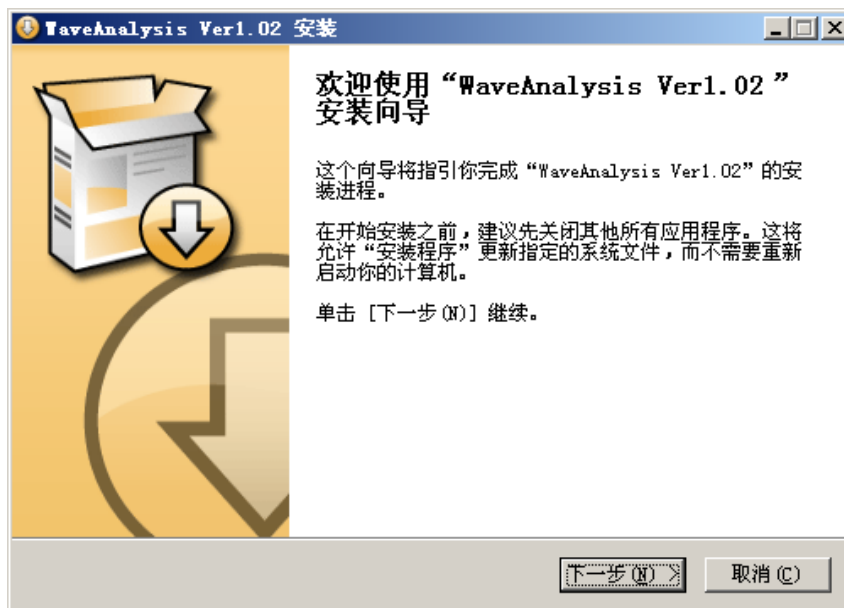 WaveAnalysis Ver1.02 安装
欢迎使用“WaveAnalysis Ver1.02 ”
安装向导
这个向导将指引你完成“WaveAnalysis Ver1.02”的安
装进程。
在开始安装之前，建议先关闭其他所有应用程序。这将
允许“安装程序”更新指定的系统文件，而不需要重新
启动你的计算机。
单击 [下一步(N)] 继续。
下一步(N) >
取消(C)